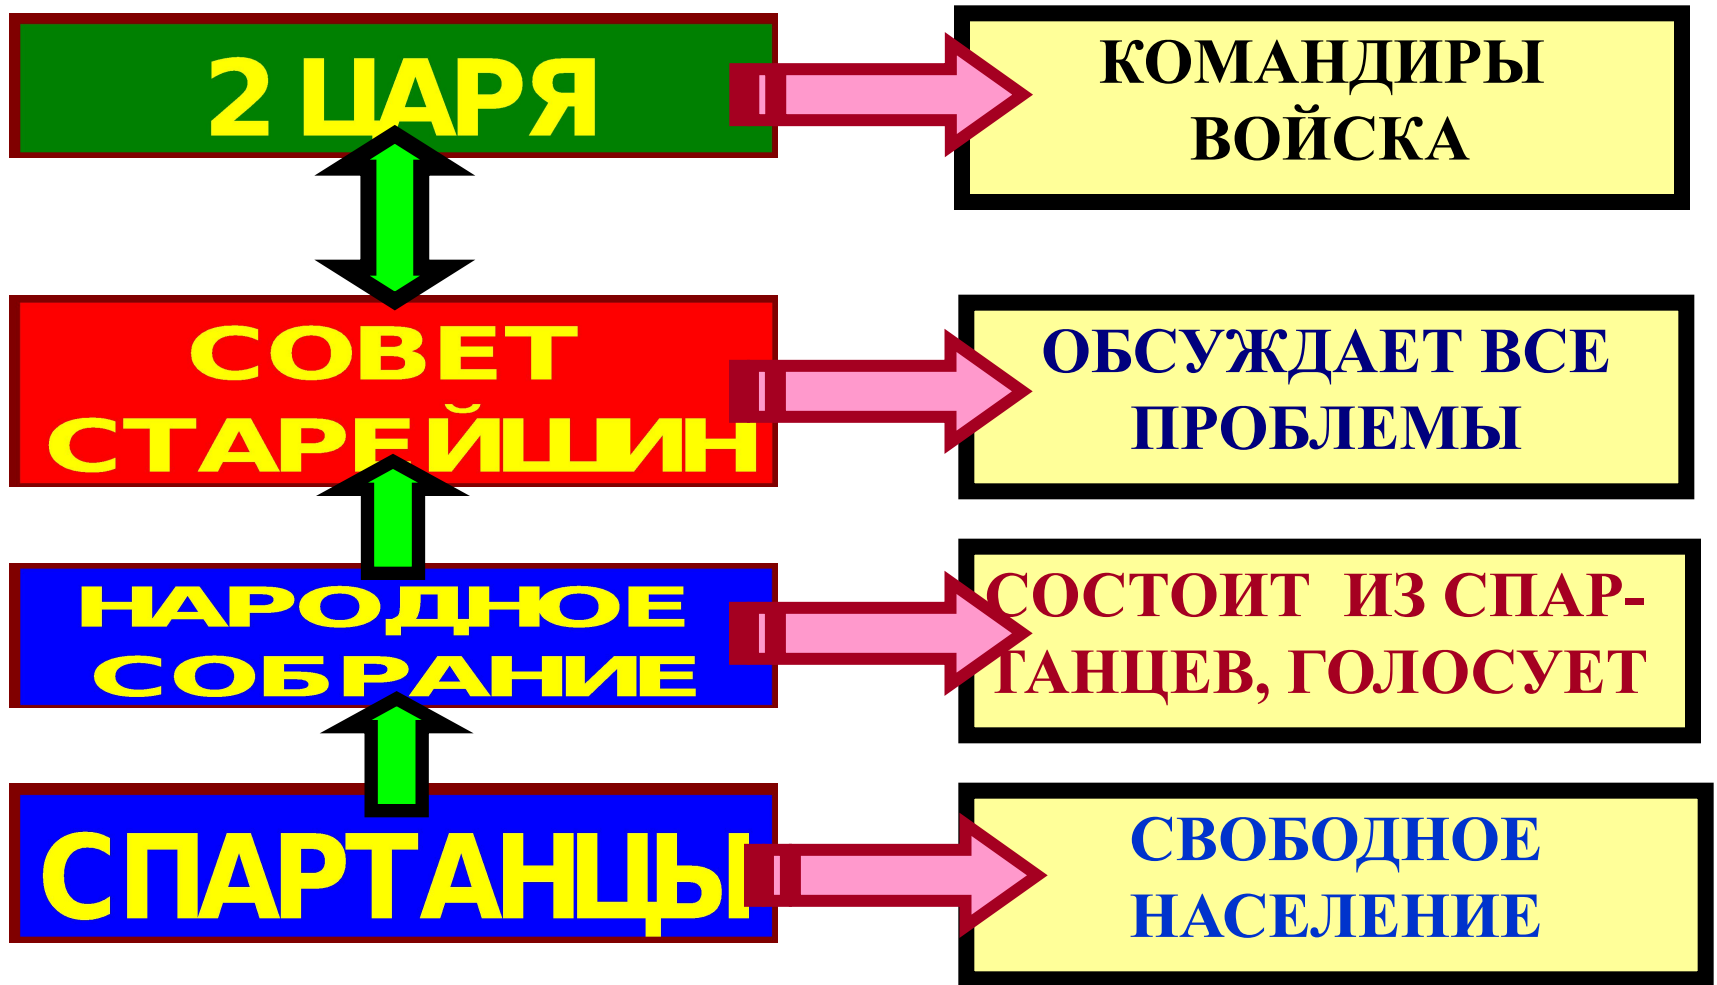 2 ЦАРЯ
КОМАНДИРЫ
ВОЙСКА
СОВЕТ
СТАРЕЙШИН
ОБСУЖДАЕТ ВСЕ
ПРОБЛЕМЫ
НАРОДНОЕ
СОБРАНИЕ
СОСТОИТ ИЗ СПАР-
ТАНЦЕВ, ГОЛОСУЕТ
СПАРТАНЦЫ
СВОБОДНОЕ
НАСЕЛЕНИЕ